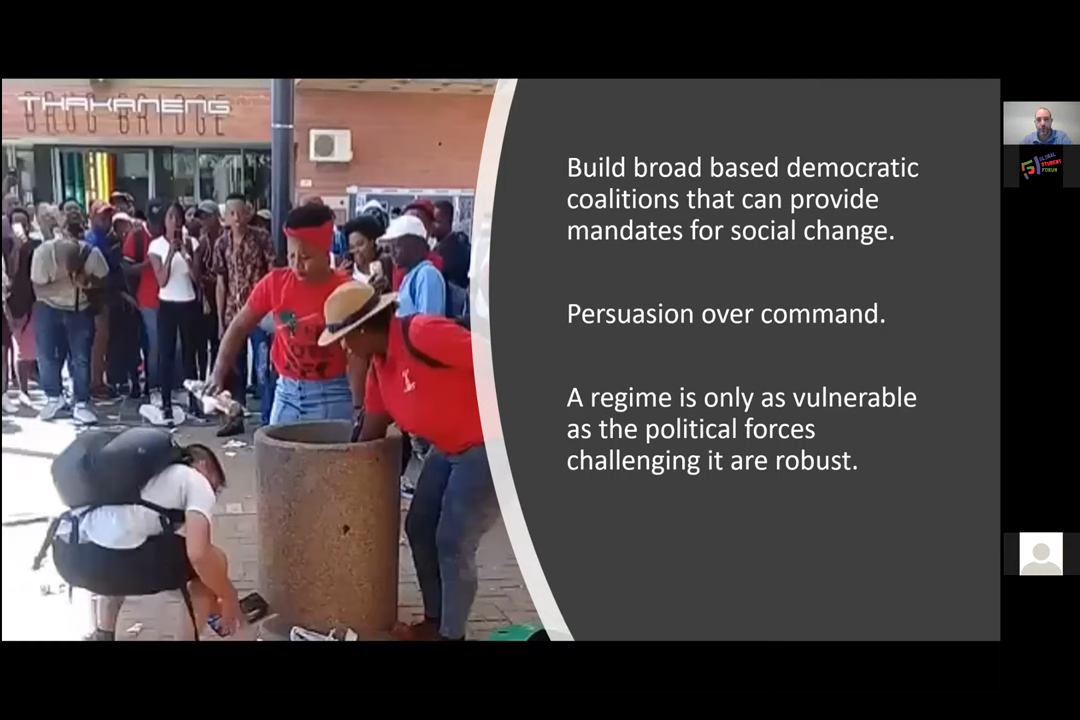 THAKANENG
BRUG BRIDGE
Build broad based democratic
coalitions that can provide
mandates for social change.
Persuasion over command.
A regime is only as vulnerable
as the political forces
challenging it are robust.
GLOBAL
STUDENT
FORUM